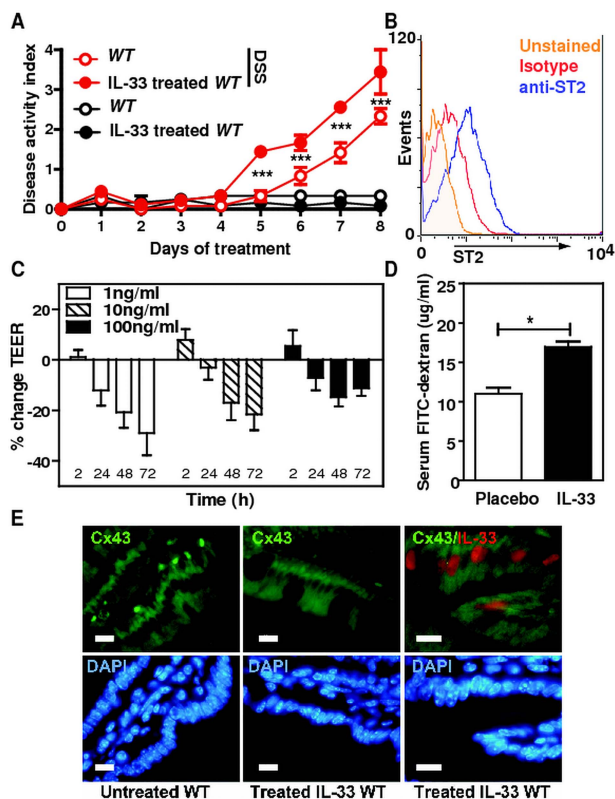 A
Disease activity index
4
3
2
1
0
WT
IL-33 treated WT
WT
IL-33 treated WT
DSS
***
***
***
***
0 1 2 3 4 5 6 7 8
Days of treatment
B
120
Events
0
Unstained
Isotype
anti-ST2
0 10⁴
ST2
C
% change TEER
20
0
-20
-40
1ng/ml
10ng/ml
100ng/ml
2 24 48 72 2 24 48 72 2 24 48 72
Time (h)
D
Serum FITC-dextran (ug/ml)
25
20
15
10
5
0
*
Placebo IL-33
E
Cx43 Cx43 Cx43/IL-33
DAPI DAPI DAPI
Untreated WT Treated IL-33 WT Treated IL-33 WT